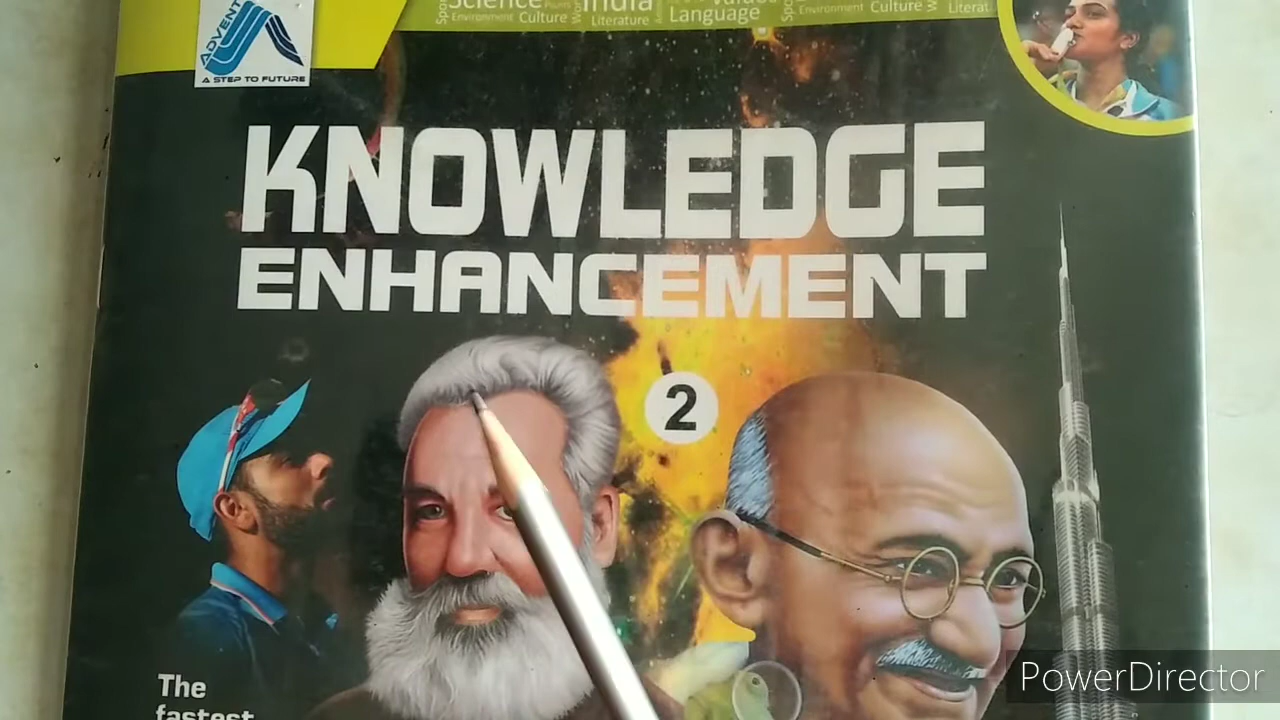 ADVENT
A STEP TO FUTURE
Science
India
Environment Culture
Literature
Language
Environment Culture
Literat
KNOWLEDGE
ENHANCEMENT
2
The
fastest
PowerDirector